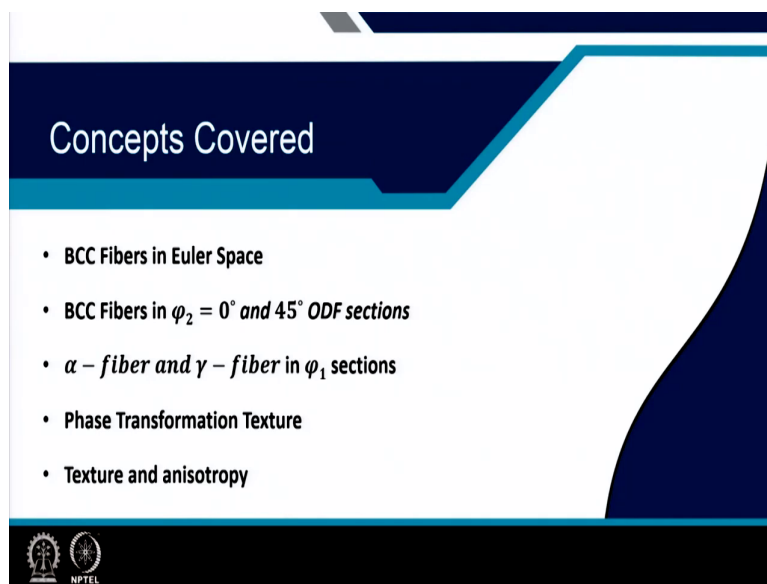 Concepts Covered
• BCC Fibers in Euler Space
• BCC Fibers in φ₂ = 0° and 45° ODF sections
• α − fiber and γ − fiber in φ₁ sections
• Phase Transformation Texture
• Texture and anisotropy
NPTEL